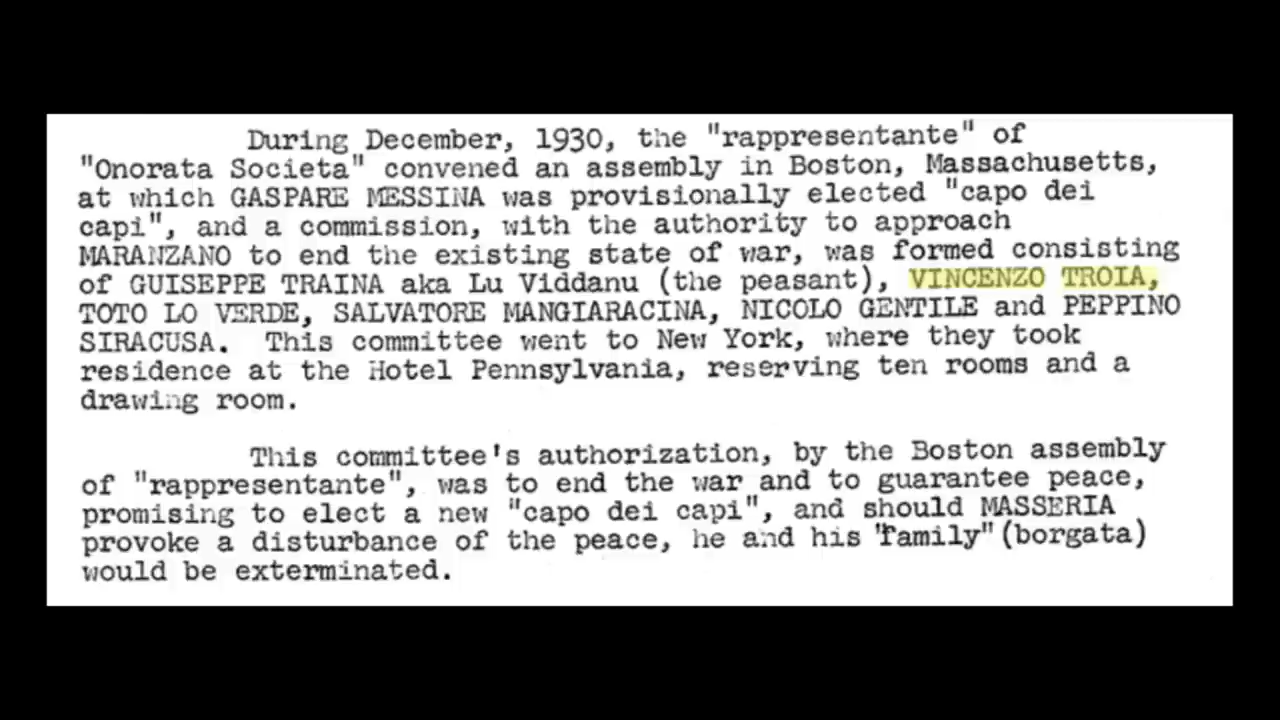 During December, 1930, the "rappresentante" of
"Onorata Societa" convened an assembly in Boston, Massachusetts,
at which GASPARE MESSINA was provisionally elected "capo dei
capi", and a commission, with the authority to approach
MARANZANO to end the existing state of war, was formed consisting
of GUISEPPE TRAINA aka Lu Viddanu (the peasant), VINCENZO TROIA,
TOTO LO VERDE, SALVATORE MANGIARACINA, NICOLO GENTILE and PEPPINO
SIRACUSA. This committee went to New York, where they took
residence at the Hotel Pennsylvania, reserving ten rooms and a
drawing room.
This committee's authorization, by the Boston assembly
of "rappresentante", was to end the war and to guarantee peace,
promising to elect a new "capo dei capi", and should MASSERIA
provoke a disturbance of the peace, he and his "family" (borgata)
would be exterminated.